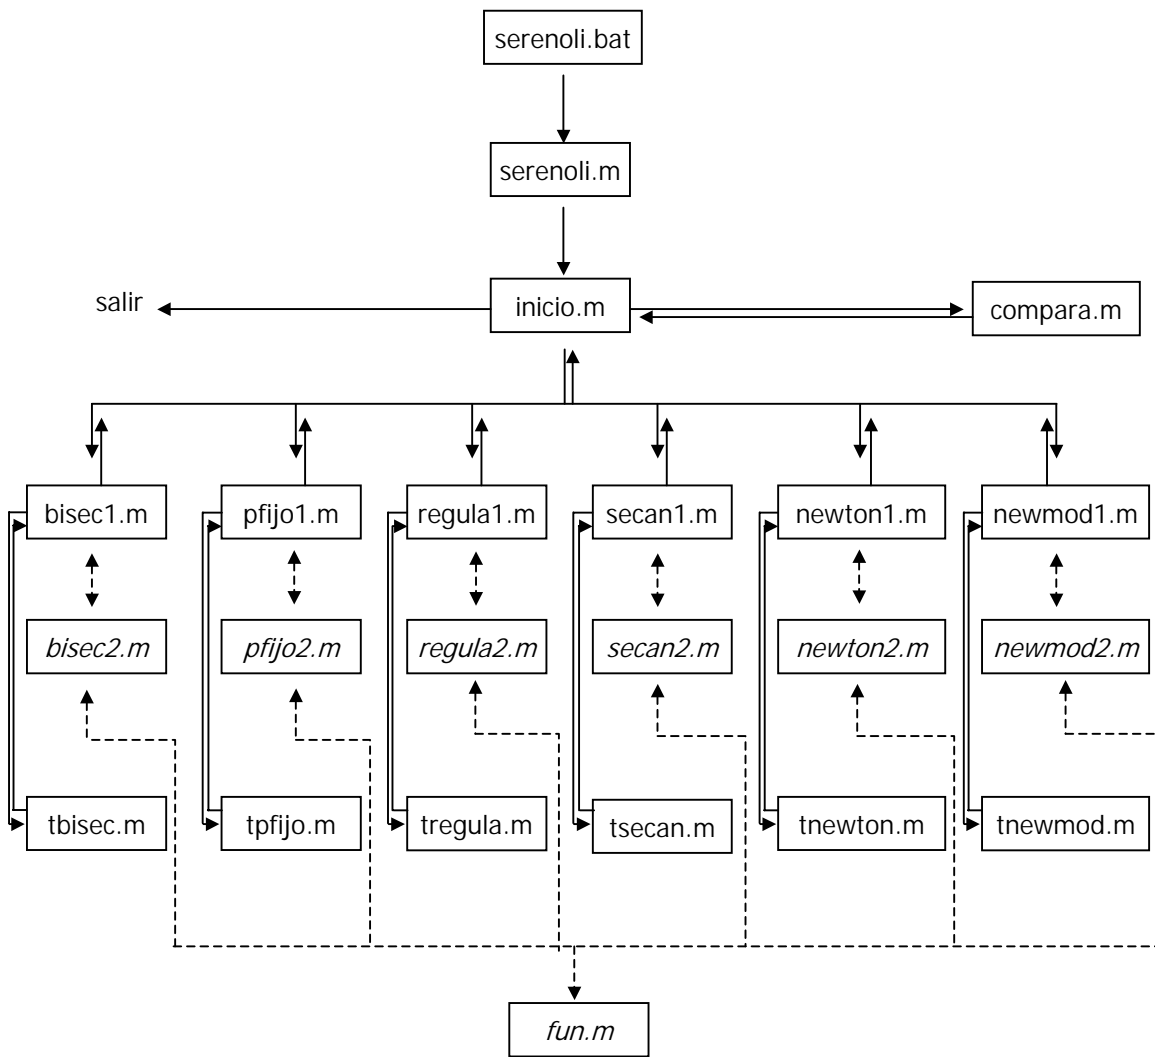 serenoli.bat
serenoli.m
salir
inicio.m
compara.m
bisec1.m
pfijo1.m
regula1.m
secan1.m
newton1.m
newmod1.m
bisec2.m
pfijo2.m
regula2.m
secan2.m
newton2.m
newmod2.m
tbisec.m
tpfijo.m
tregula.m
tsecan.m
tnewton.m
tnewmod.m
fun.m